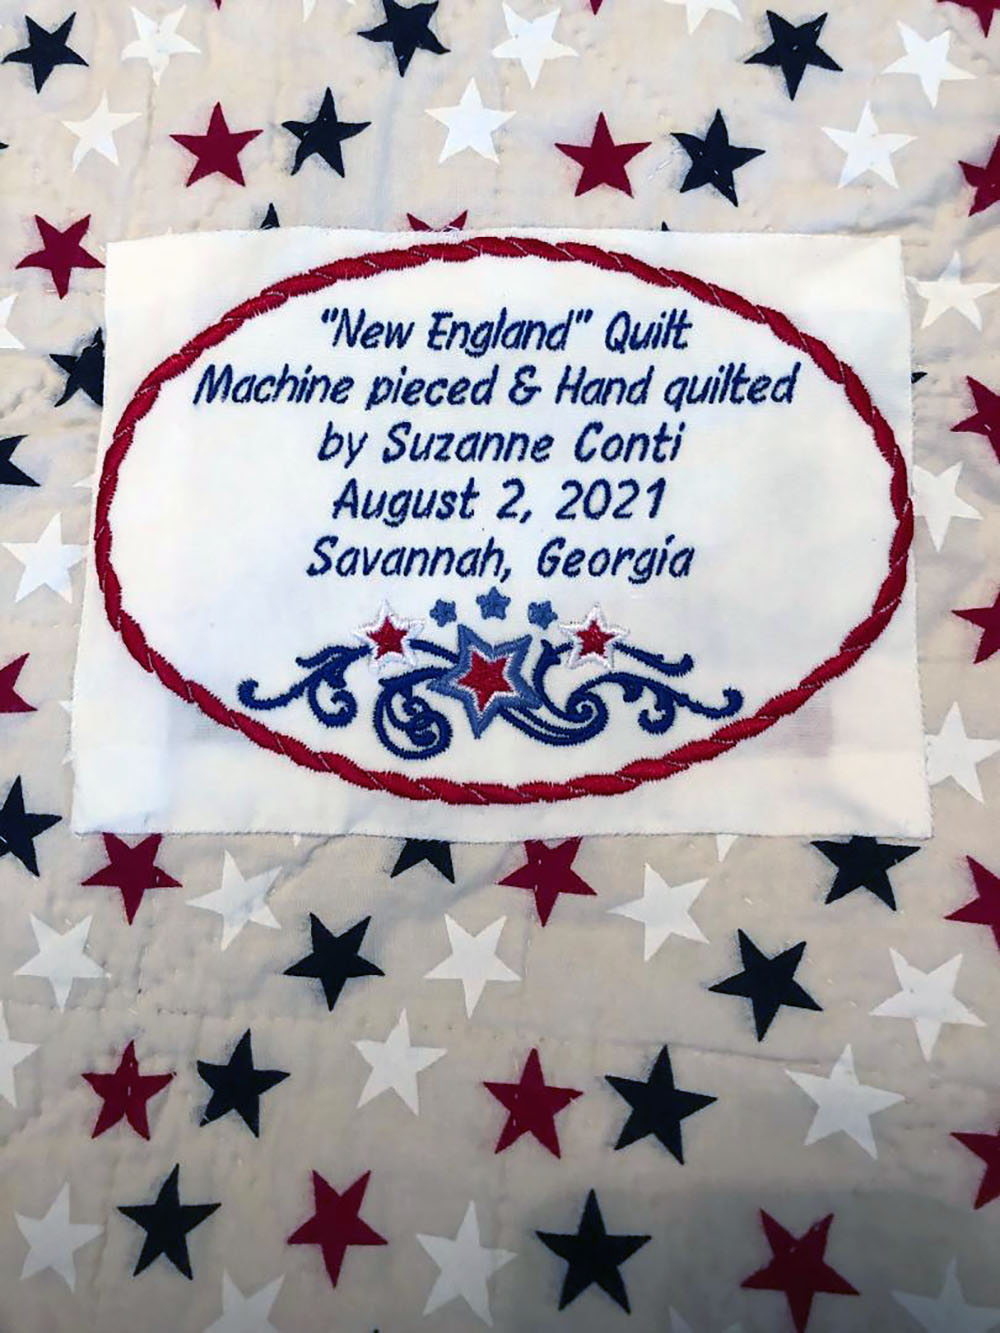 "New England" Quilt
Machine pieced & Hand quilted
by Suzanne Conti
August 2, 2021
Savannah, Georgia